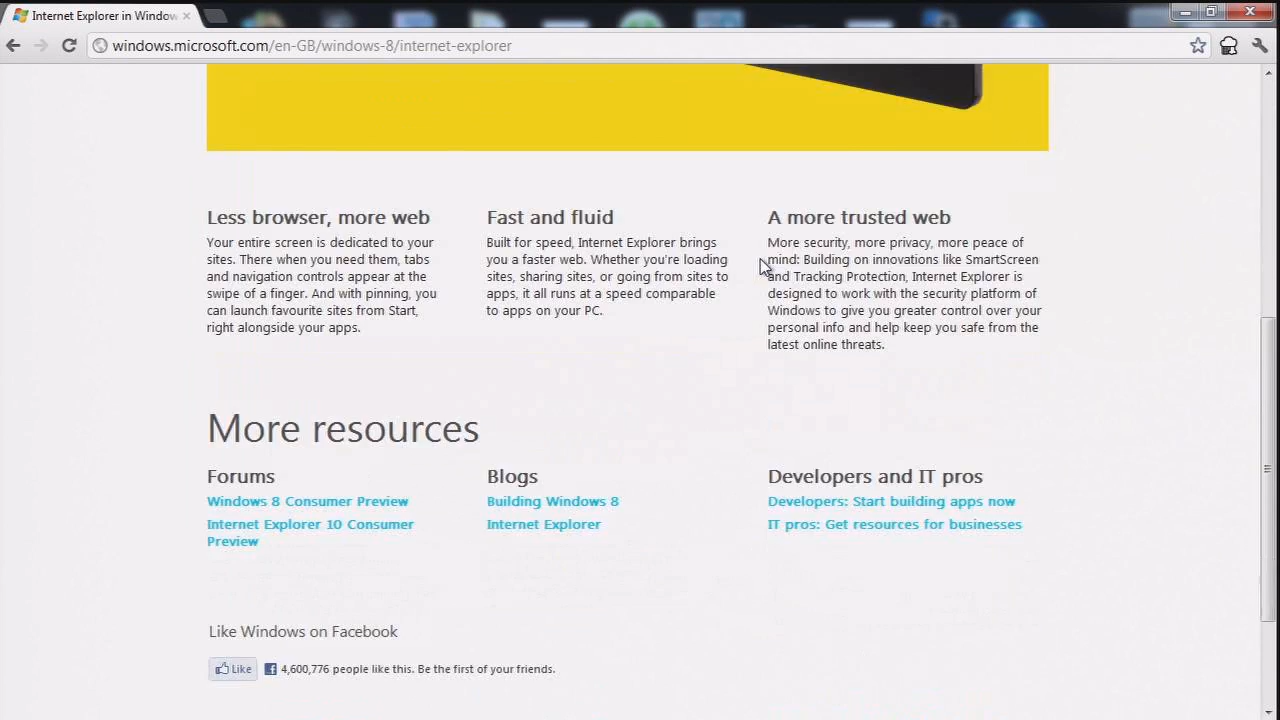 Internet Explorer in Window
windows.microsoft.com/en-GB/windows-8/internet-explorer
Less browser, more web
Your entire screen is dedicated to your
sites. There when you need them, tabs
and navigation controls appear at the
swipe of a finger. And with pinning, you
can launch favourite sites from Start,
right alongside your apps.
Fast and fluid
Built for speed, Internet Explorer brings
you a faster web. Whether you're loading
sites, sharing sites, or going from sites to
apps, it all runs at a speed comparable
to apps on your PC.
A more trusted web
More security, more privacy, more peace of
mind: Building on innovations like SmartScreen
and Tracking Protection, Internet Explorer is
designed to work with the security platform of
Windows to give you greater control over your
personal info and help keep you safe from the
latest online threats.
More resources
Forums
Windows 8 Consumer Preview
Internet Explorer 10 Consumer
Preview
Blogs
Building Windows 8
Internet Explorer
Developers and IT pros
Developers: Start building apps now
IT pros: Get resources for businesses
Like Windows on Facebook
Like
4,600,776 people like this. Be the first of your friends.